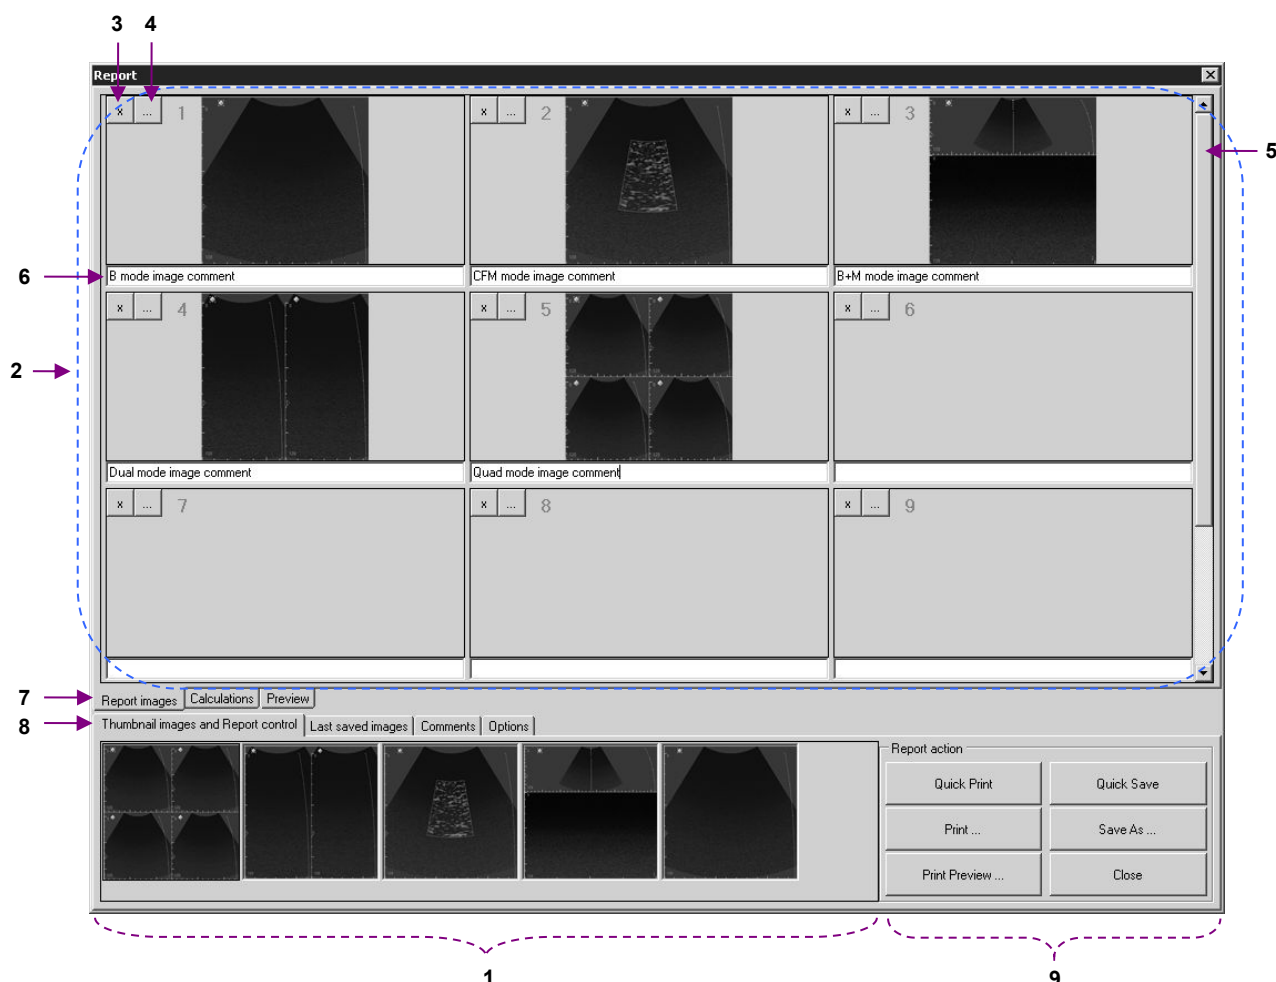 3 4
Report
x ... 1 x ... 2 x ... 3
5
6
B mode image comment CFM mode image comment B+M mode image comment
x ... 4 x ... 5 x ... 6
2
Dual mode image comment Quad mode image comment
x ... 7 x ... 8 x ... 9
7
Report images Calculations Preview
8
Thumbnail images and Report control Last saved images Comments Options
Report action
Quick Print Quick Save
Print ... Save As ...
Print Preview ... Close
1 9